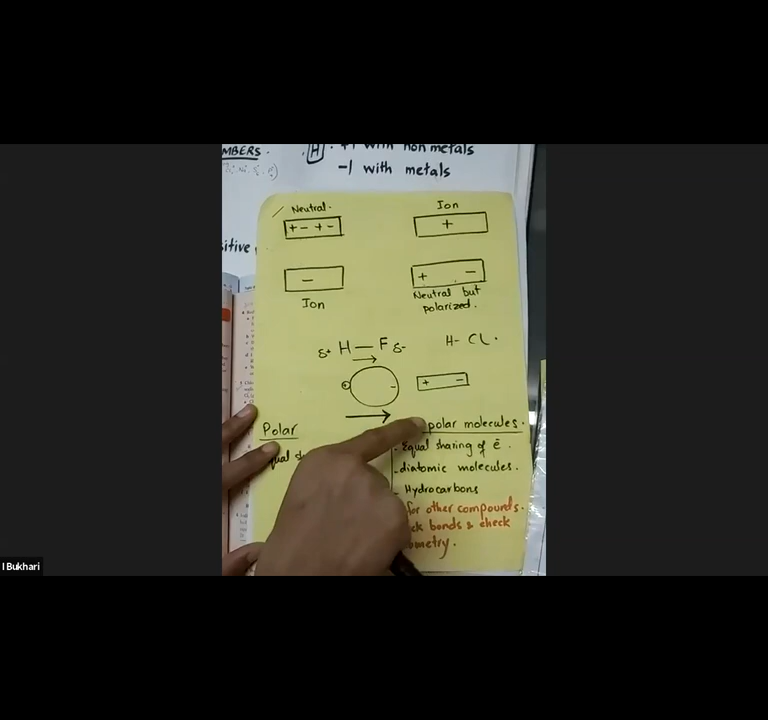 MBERS.
H : +1 with non metals
-1 with metals
sitive
Neutral.
+ - + -
Ion
+
-
Ion
+ -
Neutral but
polarized.
δ+ H — F δ-
H - Cl.
+ -
+ -
Polar
polar molecules.
- Equal sharing of ē.
- diatomic molecules.
- Hydrocarbons
for other compounds.
ck bonds & check
ometry.
I Bukhari